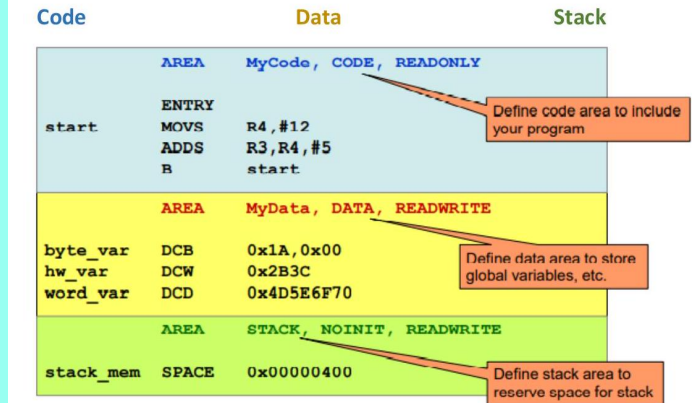 Code Data Stack
AREA MyCode, CODE, READONLY
ENTRY
start MOVS R4,#12
ADDS R3,R4,#5
B start
Define code area to include
your program
AREA MyData, DATA, READWRITE
byte_var DCB 0x1A,0x00
hw_var DCW 0x2B3C
word_var DCD 0x4D5E6F70
Define data area to store
global variables, etc.
AREA STACK, NOINIT, READWRITE
stack_mem SPACE 0x00000400
Define stack area to
reserve space for stack